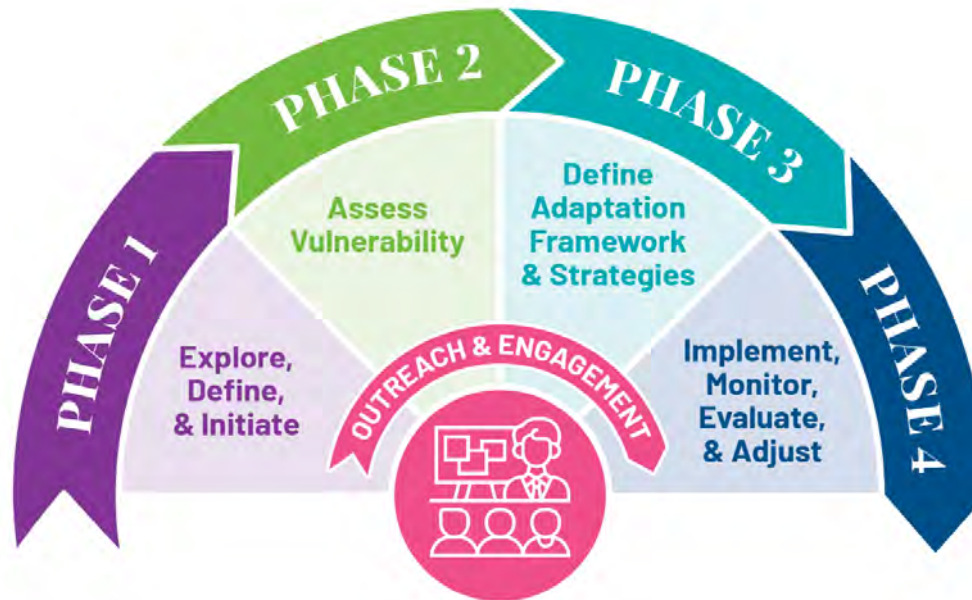 PHASE 1
Explore,
Define,
& Initiate
PHASE 2
Assess
Vulnerability
PHASE 3
Define
Adaptation
Framework
& Strategies
PHASE 4
Implement,
Monitor,
Evaluate,
& Adjust
OUTREACH & ENGAGEMENT